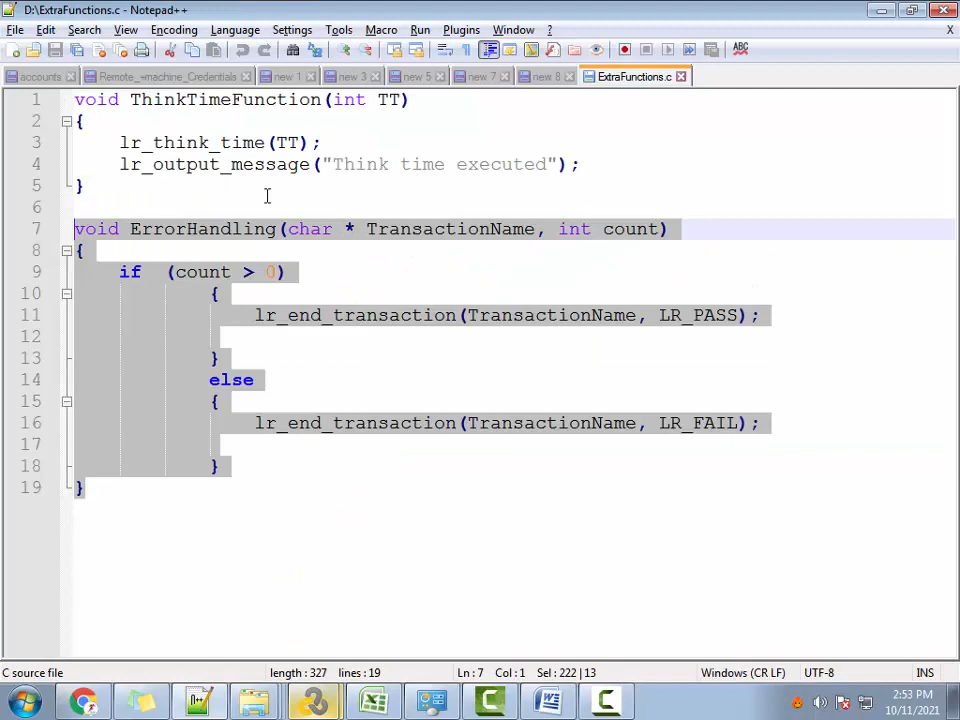 D:\ExtraFunctions.c - Notepad++
File Edit Search View Encoding Language Settings Tools Macro Run Plugins Window ? X
ABC
accounts Remote_+machine_Credentials new 1 new 3 new 5 new 7 new 8 ExtraFunctions.c
1 void ThinkTimeFunction(int TT)
2 {
3 lr_think_time(TT);
4 lr_output_message("Think time executed");
5 }
6
7 void ErrorHandling(char * TransactionName, int count)
8 {
9 if (count > 0)
10 {
11 lr_end_transaction(TransactionName, LR_PASS);
12
13 }
14 else
15 {
16 lr_end_transaction(TransactionName, LR_FAIL);
17
18 }
19 }
C source file length : 327 lines : 19 Ln : 7 Col : 1 Sel : 222 | 13 Windows (CR LF) UTF-8 INS
2:53 PM
10/11/2021